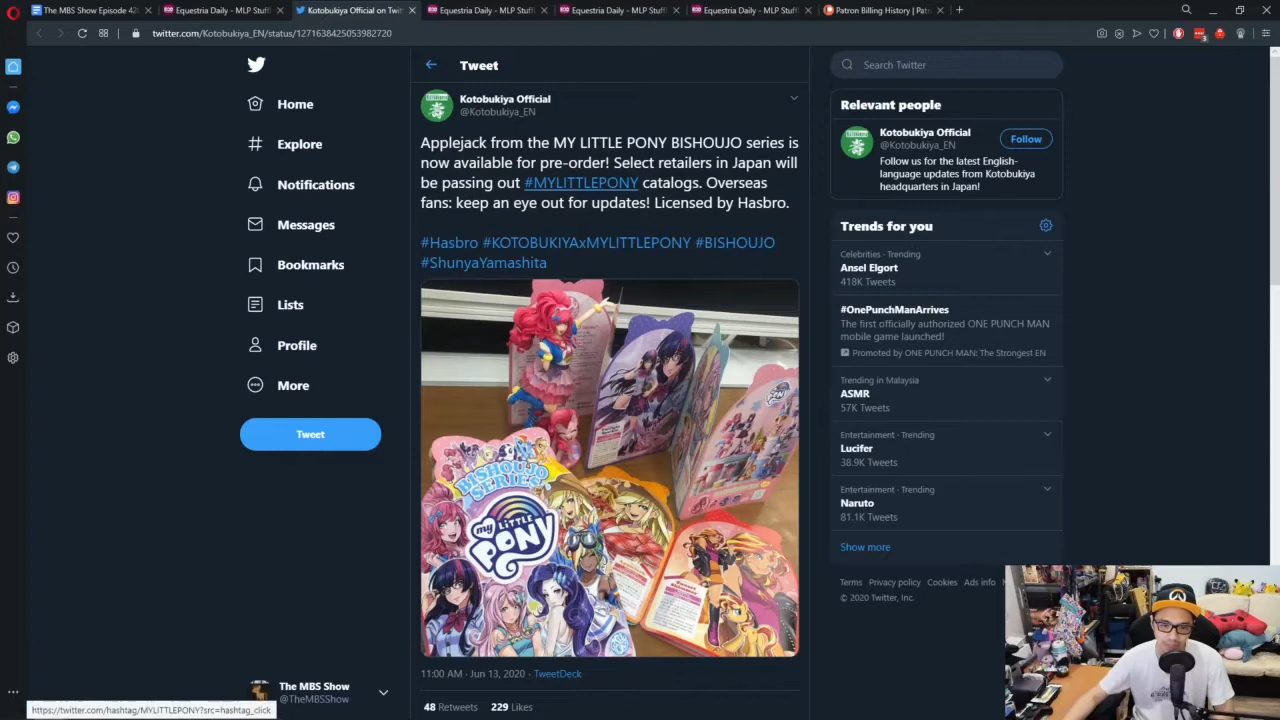 The MBS Show Episode 42
Equestria Daily - MLP Stuff!
Kotobukiya Official on Twit
Equestria Daily - MLP Stuff!
Equestria Daily - MLP Stuff!
Equestria Daily - MLP Stuff!
Patron Billing History | Pat
twitter.com/Kotobukiya_EN/status/1271638425053982720
Home
Explore
Notifications
Messages
Bookmarks
Lists
Profile
More
Tweet
The MBS Show
@TheMBSShow
https://twitter.com/hashtag/MYLITTLEPONY?src=hashtag_click
Tweet
Kotobukiya Official
@Kotobukiya_EN
Applejack from the MY LITTLE PONY BISHOUJO series is
now available for pre-order! Select retailers in Japan will
be passing out #MYLITTLEPONY catalogs. Overseas
fans: keep an eye out for updates! Licensed by Hasbro.
#Hasbro #KOTOBUKIYAxMYLITTLEPONY #BISHOUJO
#ShunyaYamashita
BISHOUJO
SERIES
my LiTTLE
PONY
11:00 AM · Jun 13, 2020 · TweetDeck
48 Retweets 229 Likes
Search Twitter
Relevant people
Kotobukiya Official
@Kotobukiya_EN
Follow
Follow us for the latest English-
language updates from Kotobukiya
headquarters in Japan!
Trends for you
Celebrities · Trending
Ansel Elgort
418K Tweets
#OnePunchManArrives
The first officially authorized ONE PUNCH MAN
mobile game launched!
Promoted by ONE PUNCH MAN: The Strongest EN
Trending in Malaysia
ASMR
57K Tweets
Entertainment · Trending
Lucifer
38.9K Tweets
Entertainment · Trending
Naruto
81.1K Tweets
Show more
Terms Privacy policy Cookies Ads info
© 2020 Twitter, Inc.